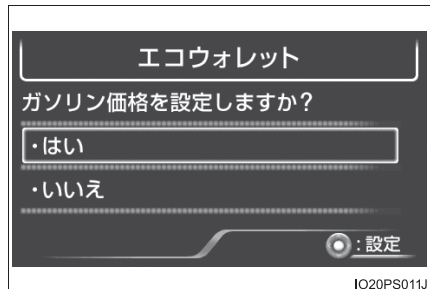 エコウォレット
ガソリン価格を設定しますか?
・はい
・いいえ
:設定
IO20PS011J